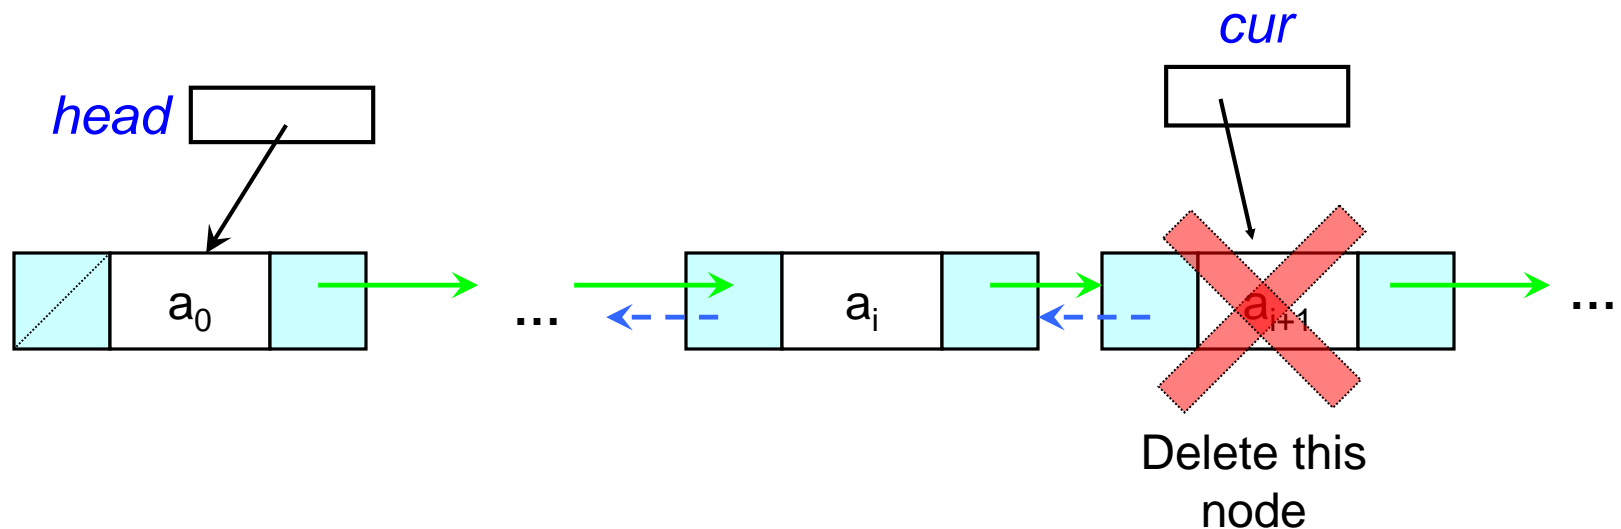 cur
head
a0
...
ai
ai+1
...
Delete this
node